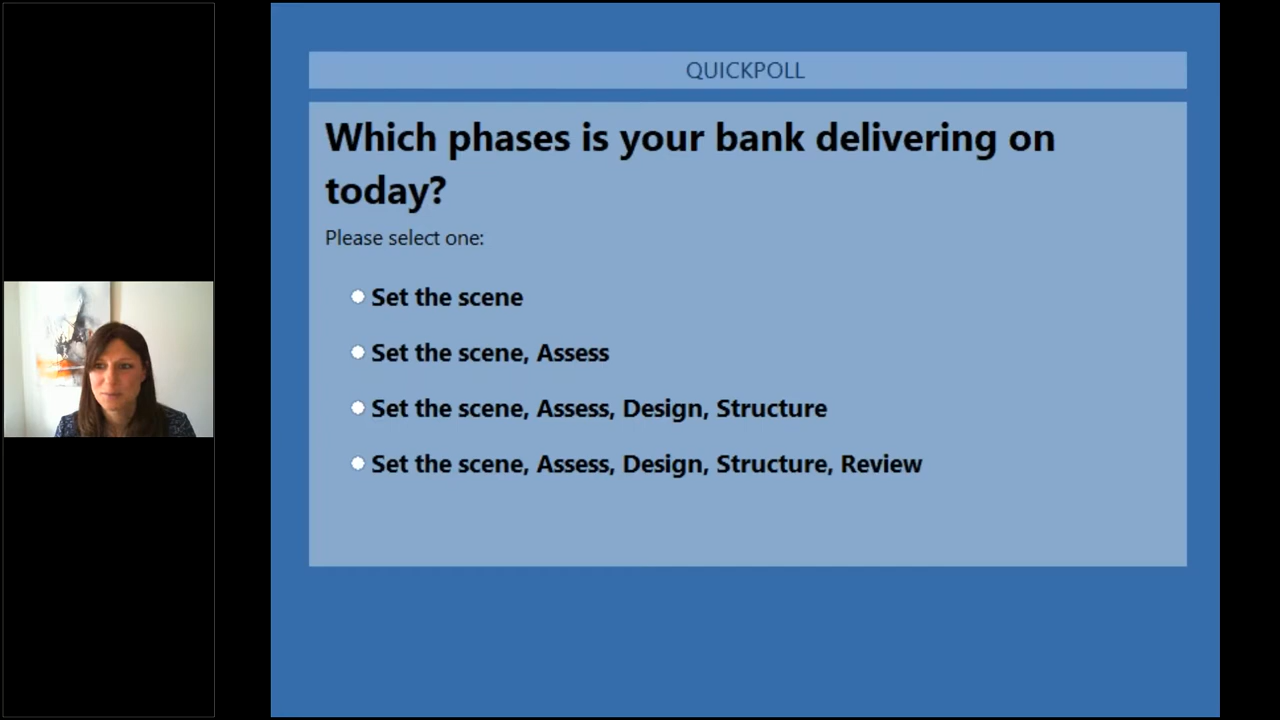 QUICKPOLL
Which phases is your bank delivering on
today?
Please select one:
Set the scene
Set the scene, Assess
Set the scene, Assess, Design, Structure
Set the scene, Assess, Design, Structure, Review